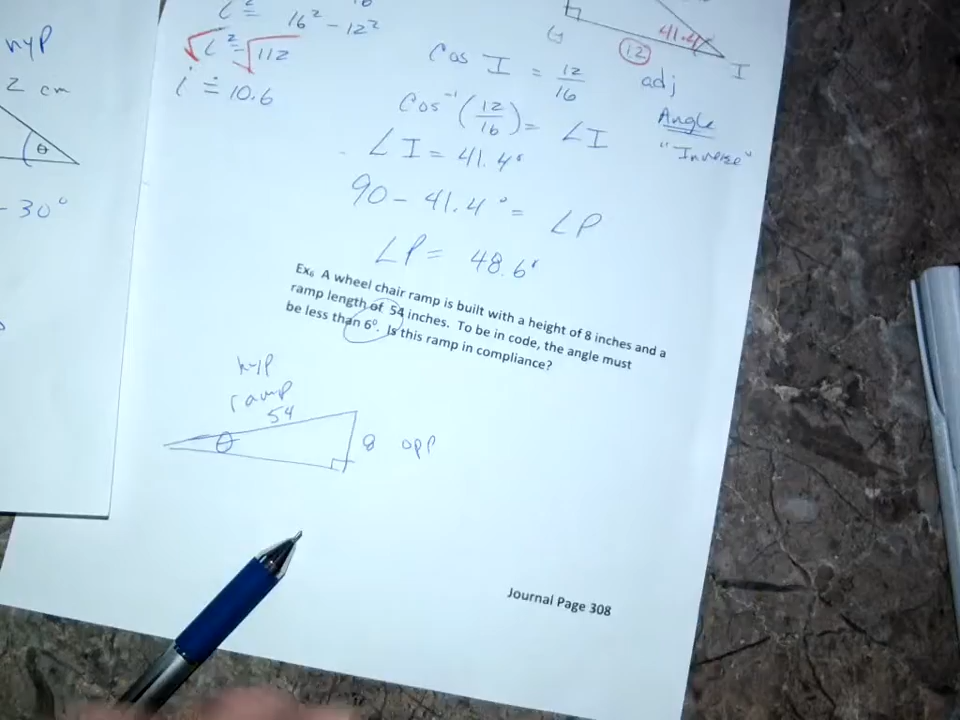 hyp
2 cm
θ
- 30°
16² - 12²
i² = √112
i ≐ 10.6
G
12
41.4
I
adj
Cos I = 12/16
Cos⁻¹(12/16) = ∠I
Angle
"Inverse"
∠I = 41.4°
90 - 41.4° = ∠P
∠P = 48.6°
Ex₆ A wheel chair ramp is built with a height of 8 inches and a
ramp length of 54 inches. To be in code, the angle must
be less than 6°. Is this ramp in compliance?
hyp
ramp
54
θ
8 opp
Journal Page 308